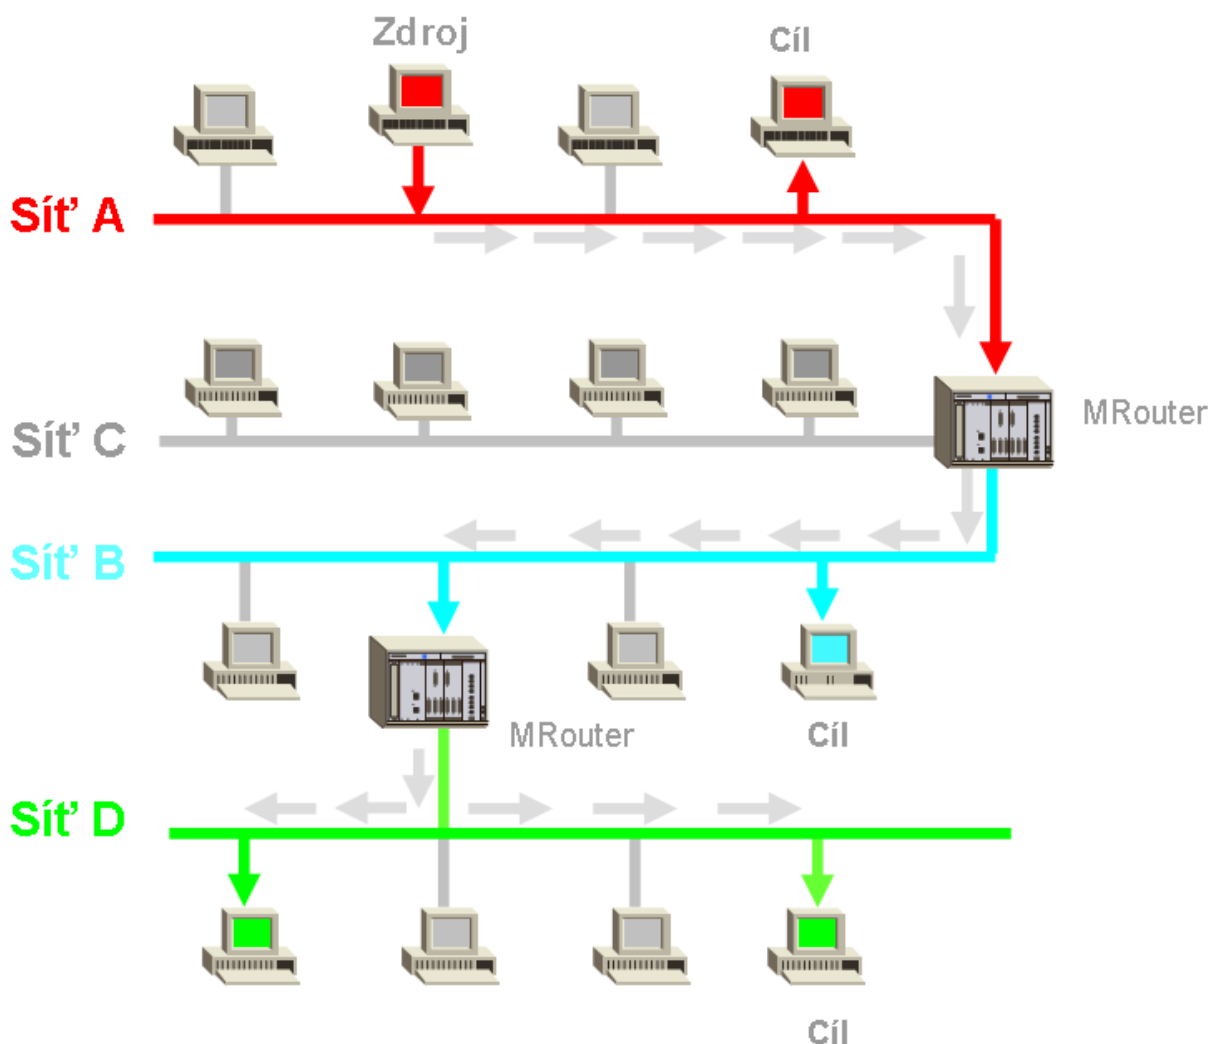 Zdroj
Cíl
Síť A
MRouter
Síť C
Síť B
MRouter
Cíl
Síť D
Cíl